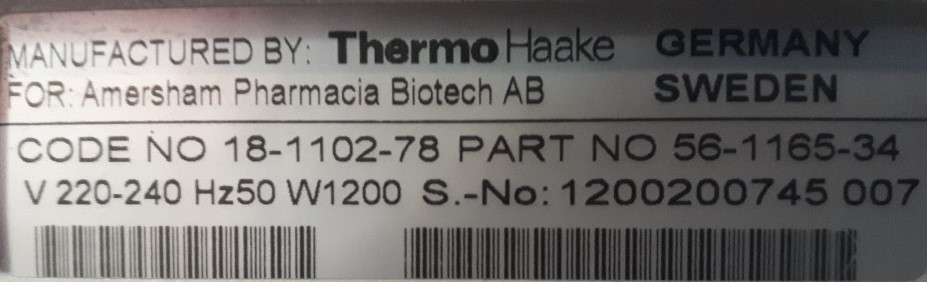 MANUFACTURED BY: Thermo Haake GERMANY
FOR: Amersham Pharmacia Biotech AB SWEDEN
CODE NO 18-1102-78 PART NO 56-1165-34
V 220-240 Hz50 W1200 S.-No: 1200200745 007